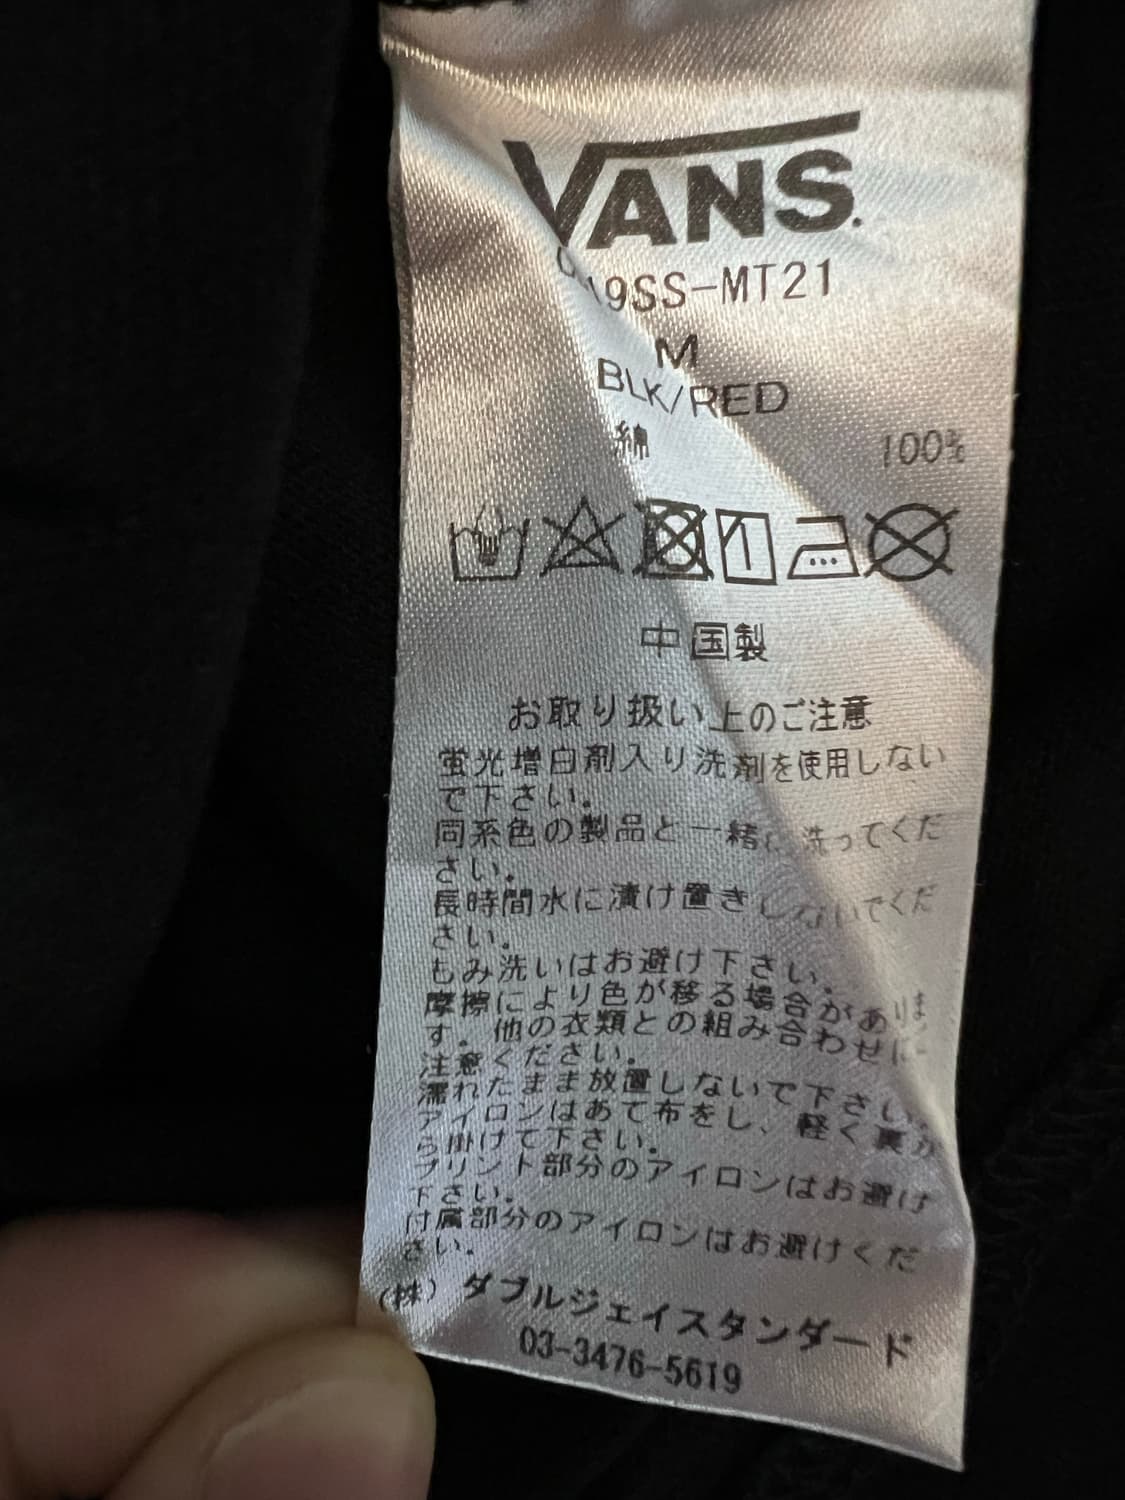 VANS
19SS-MT21
M
BLK/RED
綿 100%
中国製
お取り扱い上のご注意
蛍光増白剤入り洗剤を使用しない
で下さい。
同系色の製品と一緒に洗ってくだ
さい。
長時間水に漬け置きしないでくだ
さい。
もみ洗いはお避け下さい。
摩擦により色が移る場合がありま
す。他の衣類との組み合わせに
注意ください。
濡れたまま放置しないで下さい。
アイロンはあて布をし、軽く裏か
ら掛けて下さい。
プリント部分のアイロンはお避け
下さい。
付属部分のアイロンはお避けくだ
さい。
(株)ダブルジェイスタンダード
03-3476-5619